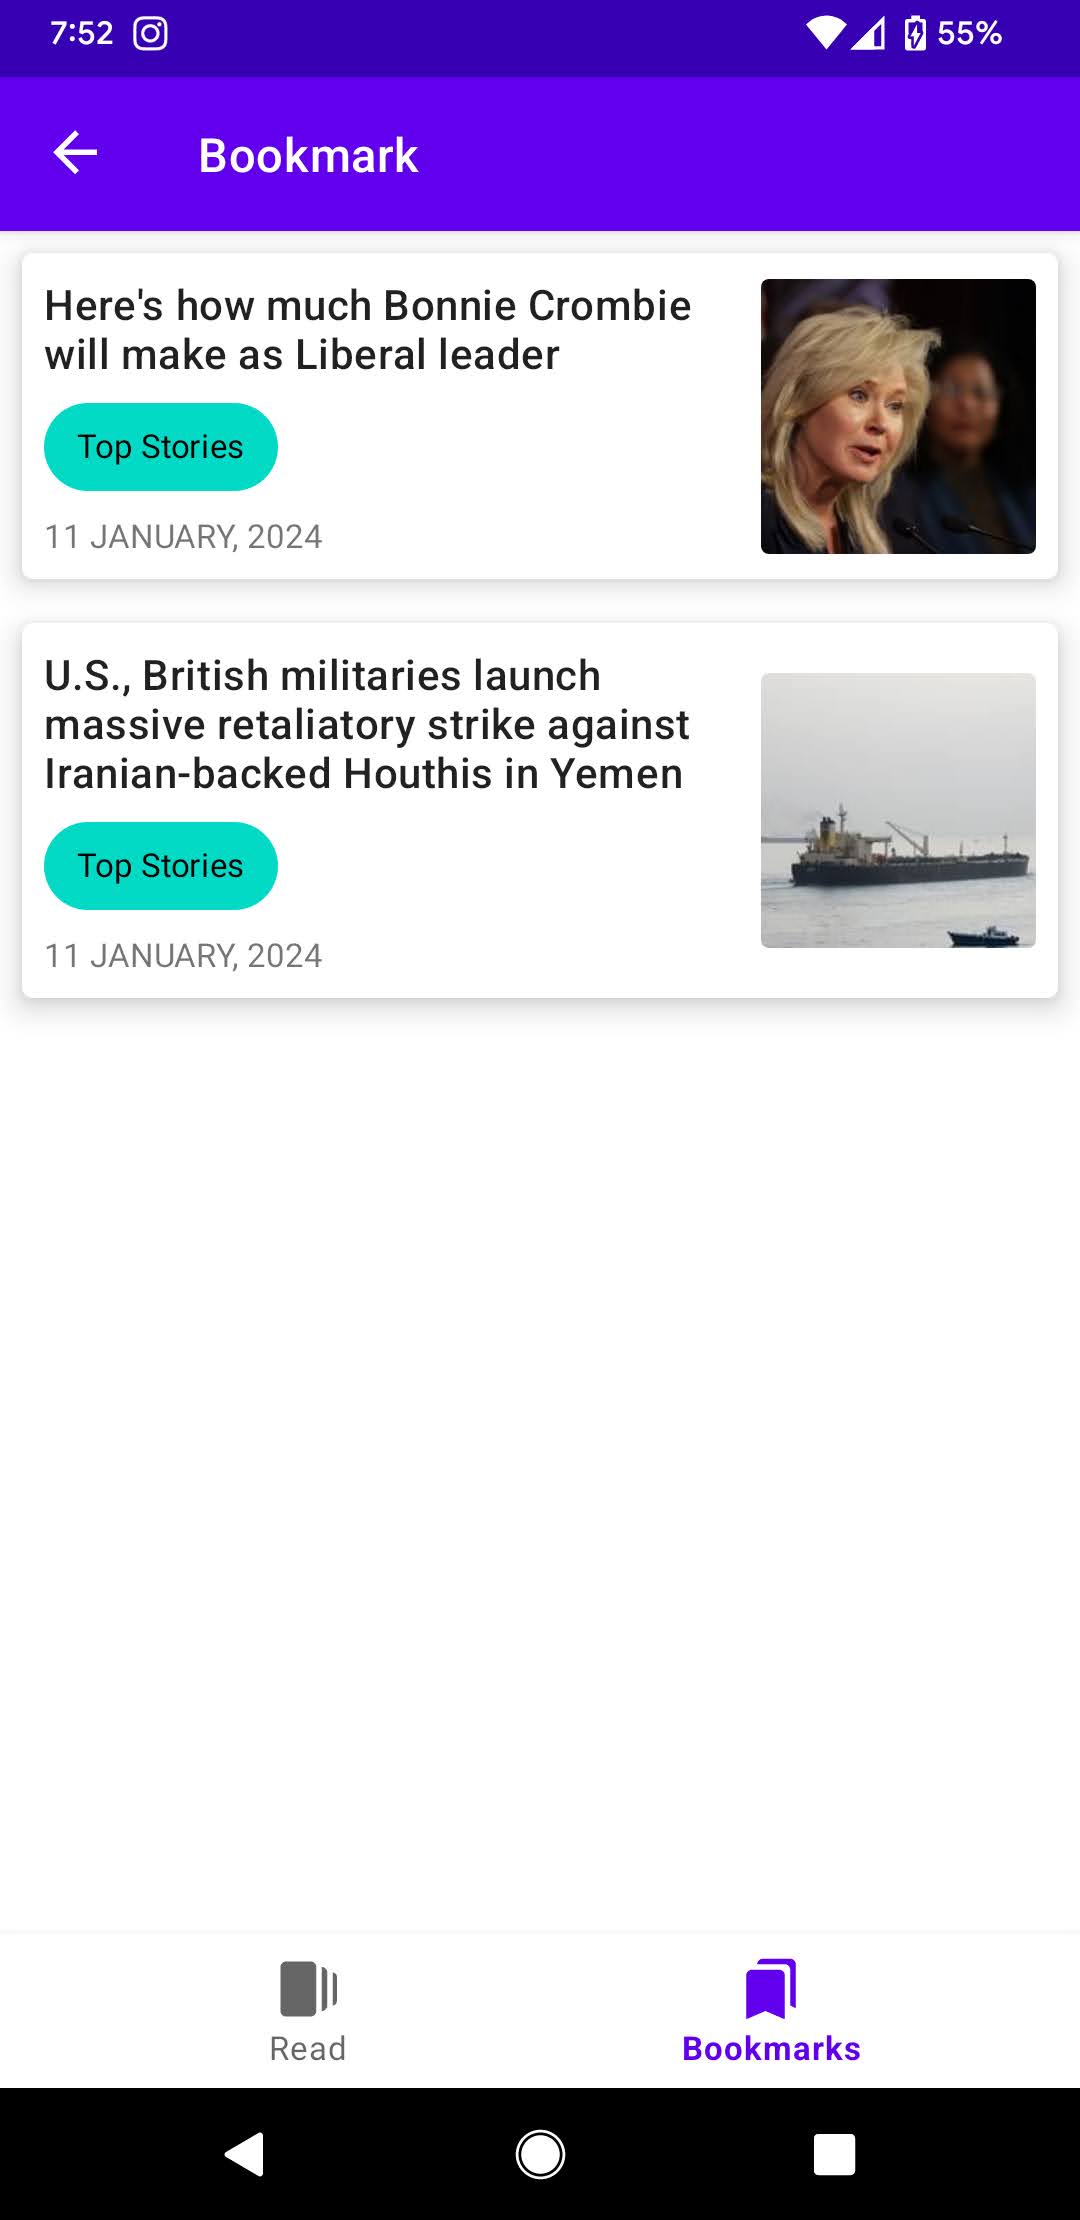 7:52
55%
Bookmark
Here's how much Bonnie Crombie
will make as Liberal leader
Top Stories
11 JANUARY, 2024
U.S., British militaries launch
massive retaliatory strike against
Iranian-backed Houthis in Yemen
Top Stories
11 JANUARY, 2024
Read
Bookmarks